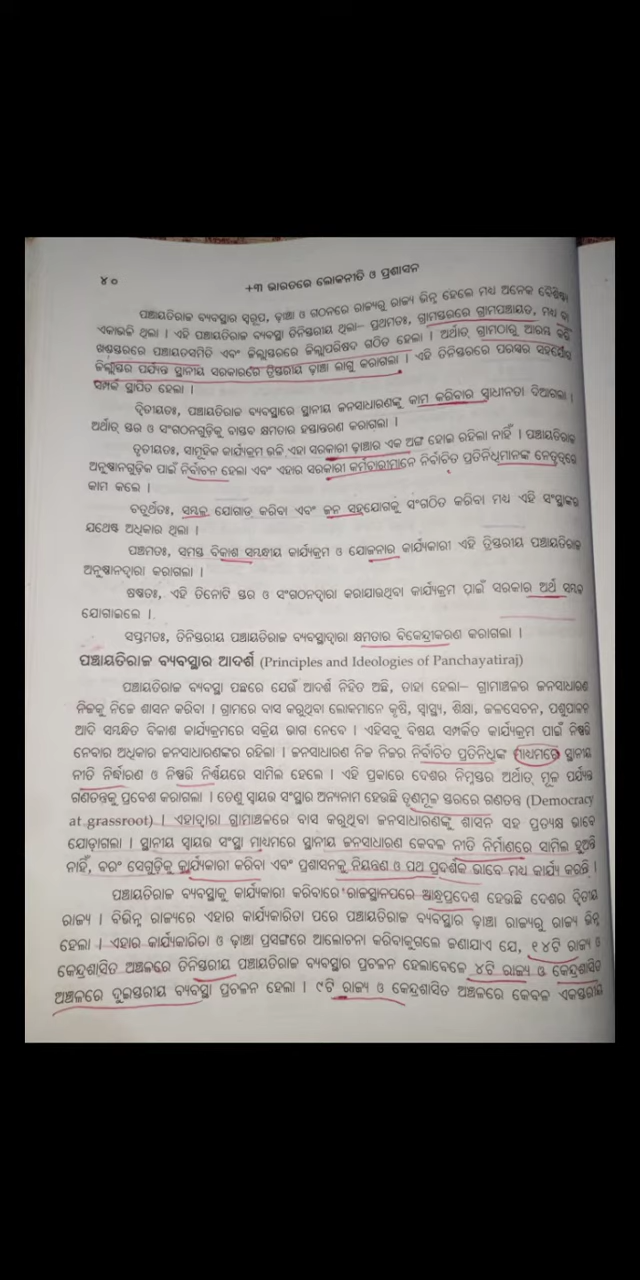 ୪୦
+୩ ଭାରତରେ ଲୋକନୀତି ଓ ପ୍ରଶାସନ
ପଞ୍ଚାୟତିରାଜ ବ୍ୟବସ୍ଥାର ସ୍ୱରୂପ, ଢ଼ାଞ୍ଚା ଓ ଗଠନରେ ରାଜ୍ୟରୁ ରାଜ୍ୟ ଭିନ୍ନ ହେଲେ ମଧ୍ୟ ଅନେକ ବୈଶିଷ୍ଟ୍ୟ
ଏକାଭଳି ଥିଲା । ଏହି ପଞ୍ଚାୟତିରାଜ ବ୍ୟବସ୍ଥା ତିନିସ୍ତରୀୟ ଥିଲା– ପ୍ରଥମତଃ, ଗ୍ରାମସ୍ତରରେ ଗ୍ରାମପଞ୍ଚାୟତ, ମଧ୍ୟ ବା
ଖଣ୍ଡସ୍ତରରେ ପଞ୍ଚାୟତସମିତି ଏବଂ ଜିଲ୍ଲାସ୍ତରରେ ଜିଲ୍ଲାପରିଷଦ ଗଠିତ ହେଲା । ଅର୍ଥାତ୍ ଗ୍ରାମଠାରୁ ଆରମ୍ଭ କରି
ଜିଲ୍ଲାସ୍ତର ପର୍ଯ୍ୟନ୍ତ ସ୍ଥାନୀୟ ସରକାରରେ ତ୍ରିସ୍ତରୀୟ ଢ଼ାଞ୍ଚା ଲାଗୁ କରାଗଲା । ଏହି ତିନିସ୍ତରରେ ପରସ୍ପର ସହ
ସମ୍ପର୍କ ସ୍ଥାପିତ ହେଲା ।
ଦ୍ୱିତୀୟତଃ, ପଞ୍ଚାୟତିରାଜ ବ୍ୟବସ୍ଥାରେ ସ୍ଥାନୀୟ ଜନସାଧାରଣଙ୍କୁ କାମ କରିବାର ସ୍ୱାଧୀନତା ଦିଆଗଲା ।
ଅର୍ଥାତ୍ ସ୍ତର ଓ ସଂଗଠନଗୁଡ଼ିକୁ ବାସ୍ତବ କ୍ଷମତାର ହସ୍ତାନ୍ତରଣ କରାଗଲା ।
ତୃତୀୟତଃ, ସାମୂହିକ କାର୍ଯ୍ୟକ୍ରମ ଭଳି ଏହା ସରକାରୀ ଢ଼ାଞ୍ଚାର ଏକ ଅଙ୍ଗ ହୋଇ ରହିଲା ନାହିଁ । ପଞ୍ଚାୟତିରାଜ
ଅନୁଷ୍ଠାନଗୁଡ଼ିକ ପାଇଁ ନିର୍ବାଚନ ହେଲା ଏବଂ ଏହାର ସରକାରୀ କର୍ମଚାରୀମାନେ ନିର୍ବାଚିତ ପ୍ରତିନିଧିମାନଙ୍କ ନେତୃତ୍ୱରେ
କାମ କଲେ ।
ଚତୁର୍ଥତଃ, ସମ୍ବଳ ଯୋଗାଡ଼ କରିବା ଏବଂ ଜନ ସହଯୋଗକୁ ସଂଗଠିତ କରିବା ମଧ୍ୟ ଏହି ସଂସ୍ଥାଙ୍କର
ଯଥେଷ୍ଟ ଅଧିକାର ଥିଲା ।
ପଞ୍ଚମତଃ, ସମସ୍ତ ବିକାଶ ସମ୍ବନ୍ଧୀୟ କାର୍ଯ୍ୟକ୍ରମ ଓ ଯୋଜନାର କାର୍ଯ୍ୟକାରୀ ଏହି ତ୍ରିସ୍ତରୀୟ ପଞ୍ଚାୟତିରାଜ
ଅନୁଷ୍ଠାନଦ୍ୱାରା କରାଗଲା ।
ଷଷ୍ଠତଃ, ଏହି ତିନୋଟି ସ୍ତର ଓ ସଂଗଠନଦ୍ୱାରା କରାଯାଉଥିବା କାର୍ଯ୍ୟକ୍ରମ ପାଇଁ ସରକାର ଅର୍ଥ ସମ୍ବଳ
ଯୋଗାଇଲେ ।
ସପ୍ତମତଃ, ତିନିସ୍ତରୀୟ ପଞ୍ଚାୟତିରାଜ ବ୍ୟବସ୍ଥାଦ୍ୱାରା କ୍ଷମତାର ବିକେନ୍ଦ୍ରୀକରଣ କରାଗଲା ।
ପଞ୍ଚାୟତିରାଜ ବ୍ୟବସ୍ଥାର ଆଦର୍ଶ (Principles and Ideologies of Panchayatiraj)
ପଞ୍ଚାୟତିରାଜ ବ୍ୟବସ୍ଥା ପଛରେ ଯେଉଁ ଆଦର୍ଶ ନିହିତ ଅଛି, ତାହା ହେଲା– ଗ୍ରାମାଞ୍ଚଳର ଜନସାଧାରଣ
ନିଜକୁ ନିଜେ ଶାସନ କରିବା । ଗ୍ରାମରେ ବାସ କରୁଥିବା ଲୋକମାନେ କୃଷି, ସ୍ୱାସ୍ଥ୍ୟ, ଶିକ୍ଷା, ଜଳସେଚନ, ପଶୁପାଳନ
ଆଦି ସମ୍ବନ୍ଧିତ ବିକାଶ କାର୍ଯ୍ୟକ୍ରମରେ ସକ୍ରିୟ ଭାଗ ନେବେ । ଏହିସବୁ ବିଷୟ ସମ୍ପର୍କିତ କାର୍ଯ୍ୟକ୍ରମ ପାଇଁ ନିଷ୍ପତ୍ତି
ନେବାର ଅଧିକାର ଜନସାଧାରଣଙ୍କର ରହିଲା । ଜନସାଧାରଣ ନିଜ ନିଜର ନିର୍ବାଚିତ ପ୍ରତିନିଧିଙ୍କ ମାଧ୍ୟମରେ ସ୍ଥାନୀୟ
ନୀତି ନିର୍ଦ୍ଧାରଣ ଓ ନିଷ୍ପତ୍ତି ନିର୍ଣ୍ଣୟରେ ସାମିଲ ହେଲେ । ଏହି ପ୍ରକାରେ ଦେଶର ନିମ୍ନସ୍ତର ଅର୍ଥାତ୍ ମୂଳ ପର୍ଯ୍ୟନ୍ତ
ଗଣତନ୍ତ୍ରକୁ ପ୍ରବେଶ କରାଗଲା । ତେଣୁ ସ୍ୱାୟତ୍ତ ସଂସ୍ଥାର ଅନ୍ୟନାମ ହେଉଛି ତୃଣମୂଳ ସ୍ତରରେ ଗଣତନ୍ତ୍ର (Democracy
at grassroot) । ଏହାଦ୍ୱାରା ଗ୍ରାମାଞ୍ଚଳରେ ବାସ କରୁଥିବା ଜନସାଧାରଣଙ୍କୁ ଶାସନ ସହ ପ୍ରତ୍ୟକ୍ଷ ଭାବେ
ଯୋଡ଼ାଗଲା । ସ୍ଥାନୀୟ ସ୍ୱାୟତ୍ତ ସଂସ୍ଥା ମାଧ୍ୟମରେ ସ୍ଥାନୀୟ ଜନସାଧାରଣ କେବଳ ନୀତି ନିର୍ମାଣରେ ସାମିଲ ହୁଅନ୍ତି
ନାହିଁ, ବରଂ ସେଗୁଡ଼ିକୁ କାର୍ଯ୍ୟକାରୀ କରିବା ଏବଂ ପ୍ରଶାସନକୁ ନିୟନ୍ତ୍ରଣ ଓ ପଥ ପ୍ରଦର୍ଶକ ଭାବେ ମଧ୍ୟ କାର୍ଯ୍ୟ କରନ୍ତି ।
ପଞ୍ଚାୟତିରାଜ ବ୍ୟବସ୍ଥାକୁ କାର୍ଯ୍ୟକାରୀ କରିବାରେ ରାଜସ୍ଥାନପରେ ଆନ୍ଧ୍ରପ୍ରଦେଶ ହେଉଛି ଦେଶର ଦ୍ୱିତୀୟ
ରାଜ୍ୟ । ବିଭିନ୍ନ ରାଜ୍ୟରେ ଏହାର କାର୍ଯ୍ୟକାରିତା ପରେ ପଞ୍ଚାୟତିରାଜ ବ୍ୟବସ୍ଥାର ଢ଼ାଞ୍ଚା ରାଜ୍ୟରୁ ରାଜ୍ୟ ଭିନ୍ନ
ହେଲା । ଏହାର କାର୍ଯ୍ୟକାରିତା ଓ ଢ଼ାଞ୍ଚା ପ୍ରସଙ୍ଗରେ ଆଲୋଚନା କରିବାକୁଗଲେ ଜଣାଯାଏ ଯେ, ୧୪ଟି ରାଜ୍ୟ ଓ
କେନ୍ଦ୍ରଶାସିତ ଅଞ୍ଚଳରେ ତିନିସ୍ତରୀୟ ପଞ୍ଚାୟତିରାଜ ବ୍ୟବସ୍ଥାର ପ୍ରଚଳନ ହେଲାବେଳେ ୪ଟି ରାଜ୍ୟ ଓ କେନ୍ଦ୍ରଶାସିତ
ଅଞ୍ଚଳରେ ଦୁଇସ୍ତରୀୟ ବ୍ୟବସ୍ଥା ପ୍ରଚଳନ ହେଲା । ୯ଟି ରାଜ୍ୟ ଓ କେନ୍ଦ୍ରଶାସିତ ଅଞ୍ଚଳରେ କେବଳ ଏକସ୍ତରୀୟ